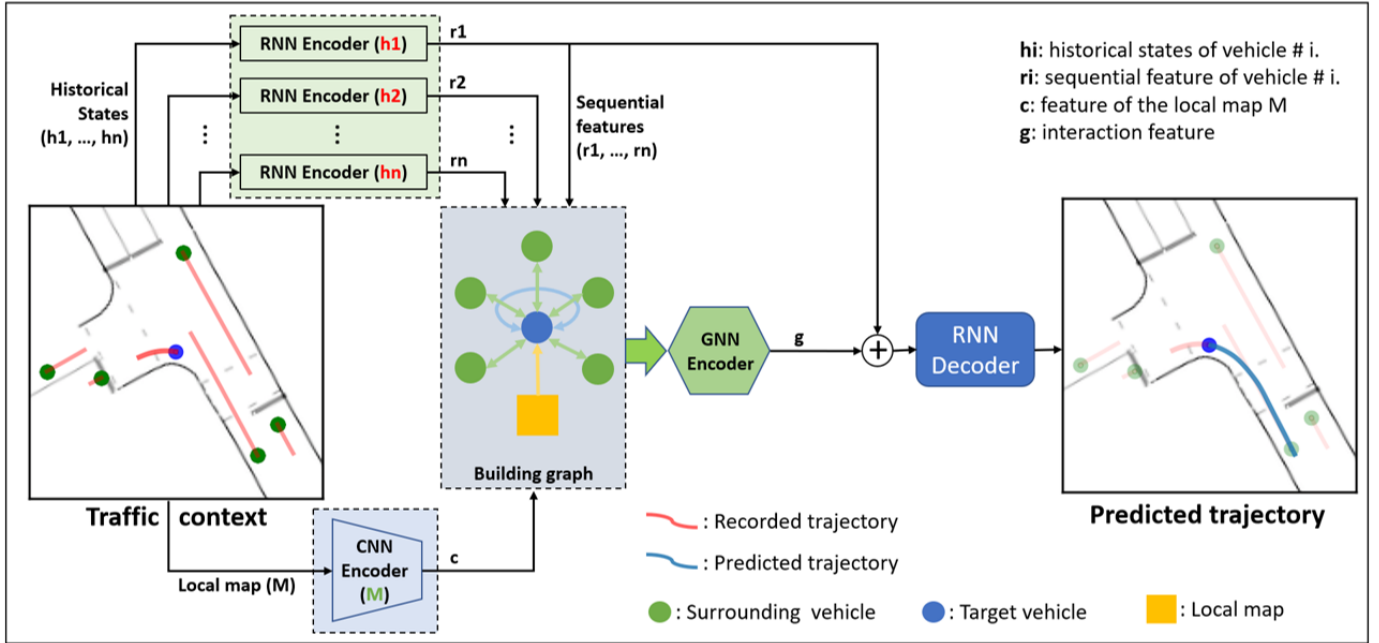 RNN Encoder (h1)
r1
Historical
States
(h1, ..., hn)
RNN Encoder (h2)
r2
RNN Encoder (hn)
rn
Sequential
features
(r1, ..., rn)
hi: historical states of vehicle # i.
ri: sequential feature of vehicle # i.
c: feature of the local map M
g: interaction feature
GNN
Encoder
g
RNN
Decoder
Building graph
Traffic context
Predicted trajectory
Local map (M)
CNN
Encoder
(M)
c
: Recorded trajectory
: Predicted trajectory
: Surrounding vehicle
: Target vehicle
: Local map